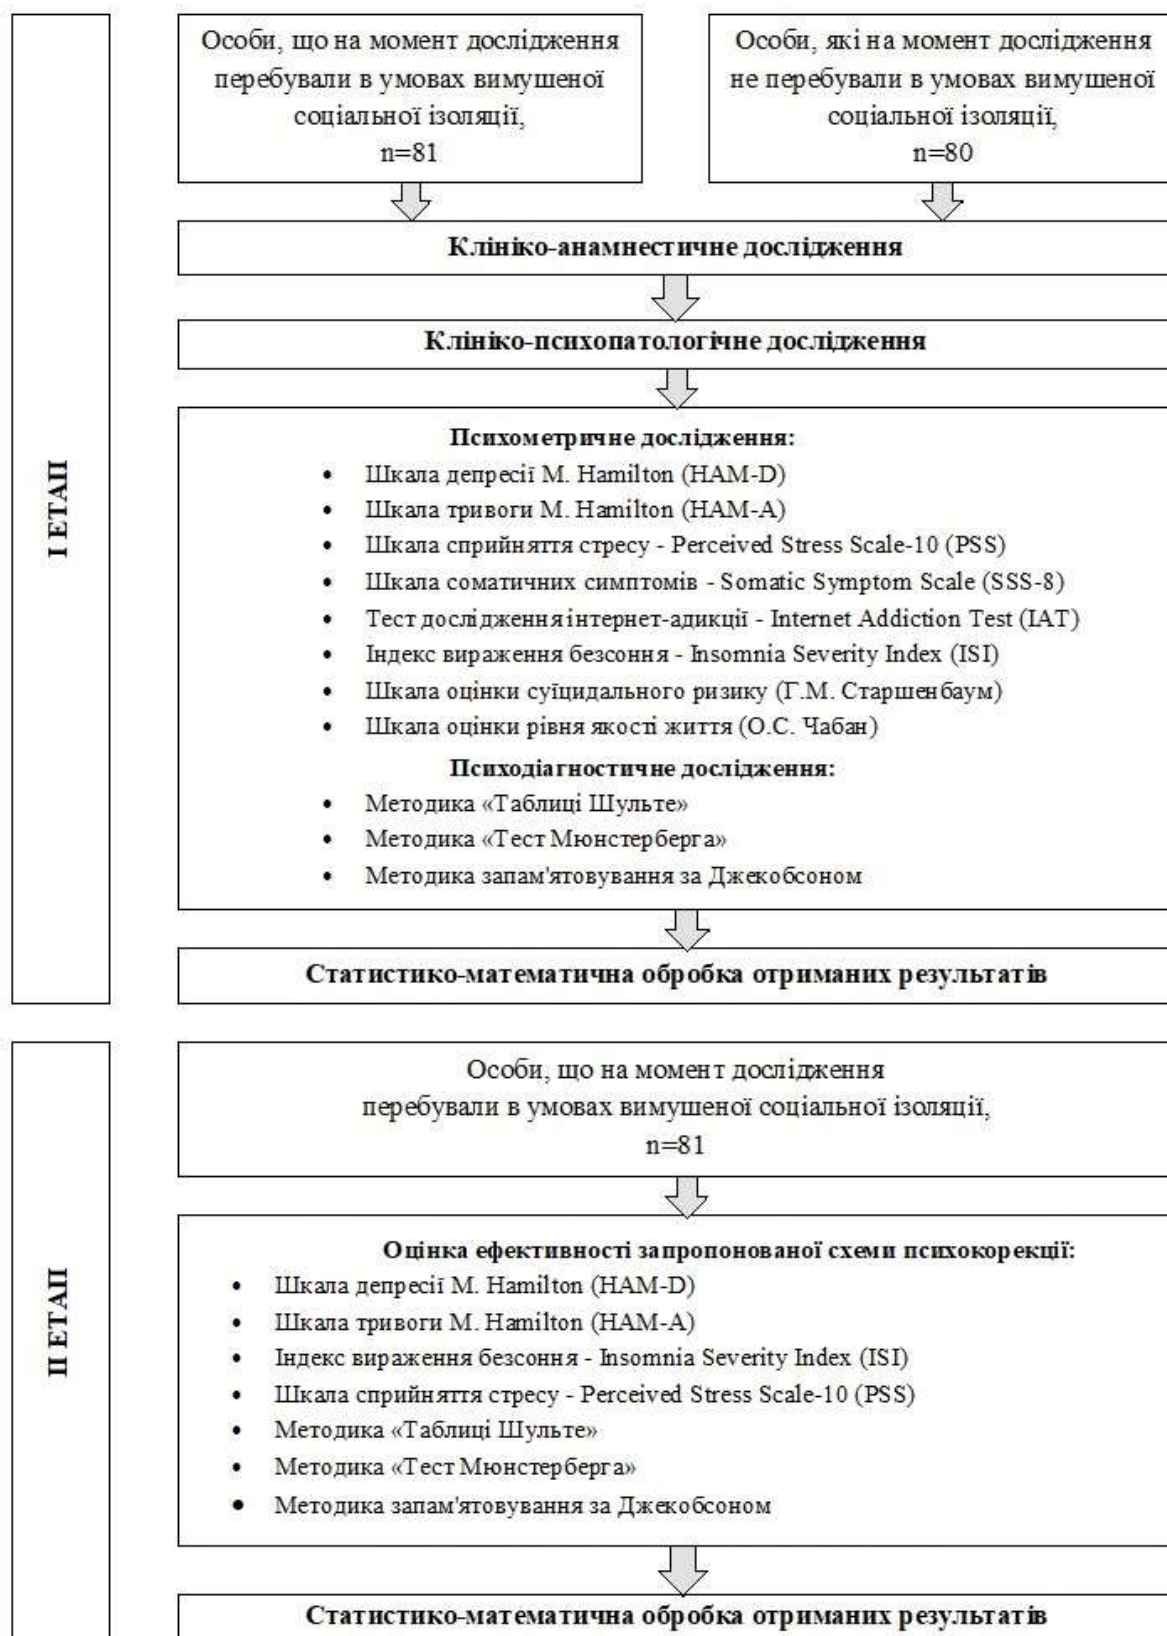 І ЕТАП
Особи, що на момент дослідження
перебували в умовах вимушеної
соціальної ізоляції,
n=81
Особи, які на момент дослідження
не перебували в умовах вимушеної
соціальної ізоляції,
n=80
Клініко-анамнестичне дослідження
Клініко-психопатологічне дослідження
Психометричне дослідження:
• Шкала депресії M. Hamilton (HAM-D)
• Шкала тривоги M. Hamilton (HAM-A)
• Шкала сприйняття стресу - Perceived Stress Scale-10 (PSS)
• Шкала соматичних симптомів - Somatic Symptom Scale (SSS-8)
• Тест дослідження інтернет-адикції - Internet Addiction Test (IAT)
• Індекс вираження безсоння - Insomnia Severity Index (ISI)
• Шкала оцінки суїцидального ризику (Г.М. Старшенбаум)
• Шкала оцінки рівня якості життя (О.С. Чабан)
Психодіагностичне дослідження:
• Методика «Таблиці Шульте»
• Методика «Тест Мюнстерберга»
• Методика запам'ятовування за Джекобсоном
Статистико-математична обробка отриманих результатів
ІІ ЕТАП
Особи, що на момент дослідження
перебували в умовах вимушеної соціальної ізоляції,
n=81
Оцінка ефективності запропонованої схеми психокорекції:
• Шкала депресії M. Hamilton (HAM-D)
• Шкала тривоги M. Hamilton (HAM-A)
• Індекс вираження безсоння - Insomnia Severity Index (ISI)
• Шкала сприйняття стресу - Perceived Stress Scale-10 (PSS)
• Методика «Таблиці Шульте»
• Методика «Тест Мюнстерберга»
• Методика запам'ятовування за Джекобсоном
Статистико-математична обробка отриманих результатів